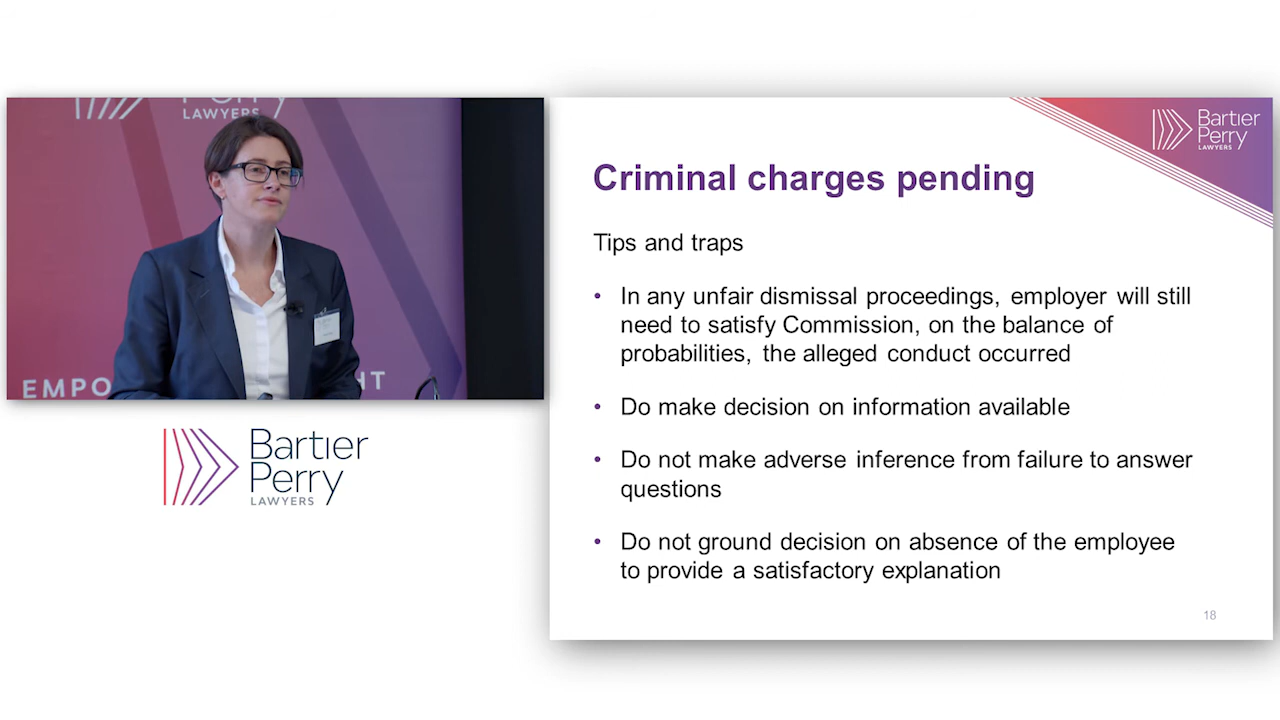 LAWYERS
EMPO
HT
Bartier
Perry
LAWYERS
Bartier
Perry
LAWYERS
Criminal charges pending
Tips and traps
• In any unfair dismissal proceedings, employer will still
need to satisfy Commission, on the balance of
probabilities, the alleged conduct occurred
• Do make decision on information available
• Do not make adverse inference from failure to answer
questions
• Do not ground decision on absence of the employee
to provide a satisfactory explanation
18